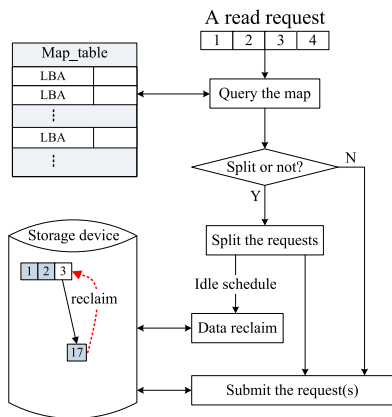 A read request
1 2 3 4
Map_table
LBA
LBA
LBA
Query the map
Split or not?
N
Y
Split the requests
Idle schedule
Data reclaim
Submit the request(s)
Storage device
1 2 3
reclaim
17